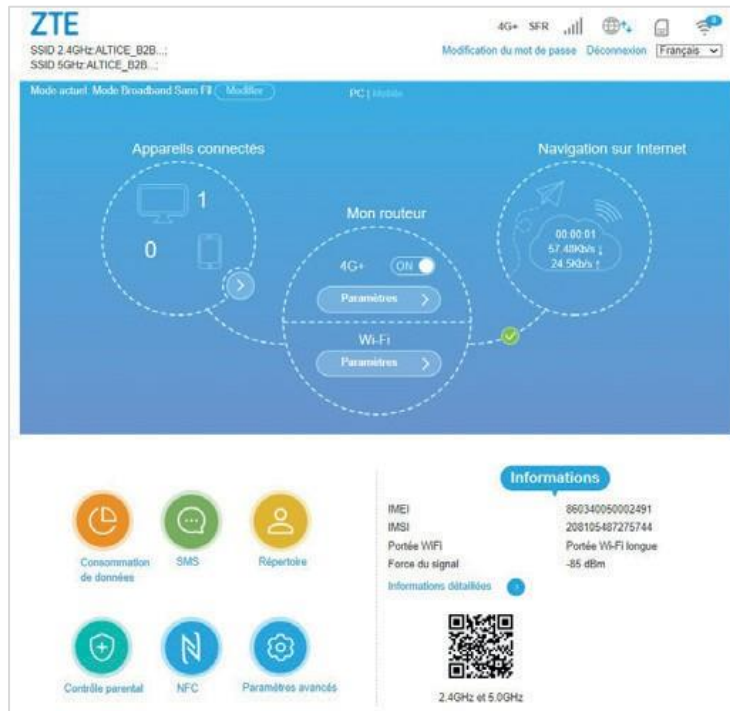 ZTE
4G+ SFR
SSID 2.4GHz:ALTICE_B2B...;
SSID 5GHz:ALTICE_B2B...;
Modification du mot de passe Déconnexion Français
Mode actuel: Mode Broadband Sans Fil Modifier
PC | Mobile
Appareils connectés
1
0
Mon routeur
4G+ ON
Paramètres
Wi-Fi
Paramètres
Navigation sur Internet
00:00:01
57.48Kb/s ↓
24.5Kb/s ↑
Consommation
de données
SMS
Répertoire
Contrôle parental
NFC
Paramètres avancés
Informations
IMEI 860340050002491
IMSI 208105487275744
Portée WIFI Portée Wi-Fi longue
Force du signal -85 dBm
Informations détaillées
2.4GHz et 5.0GHz